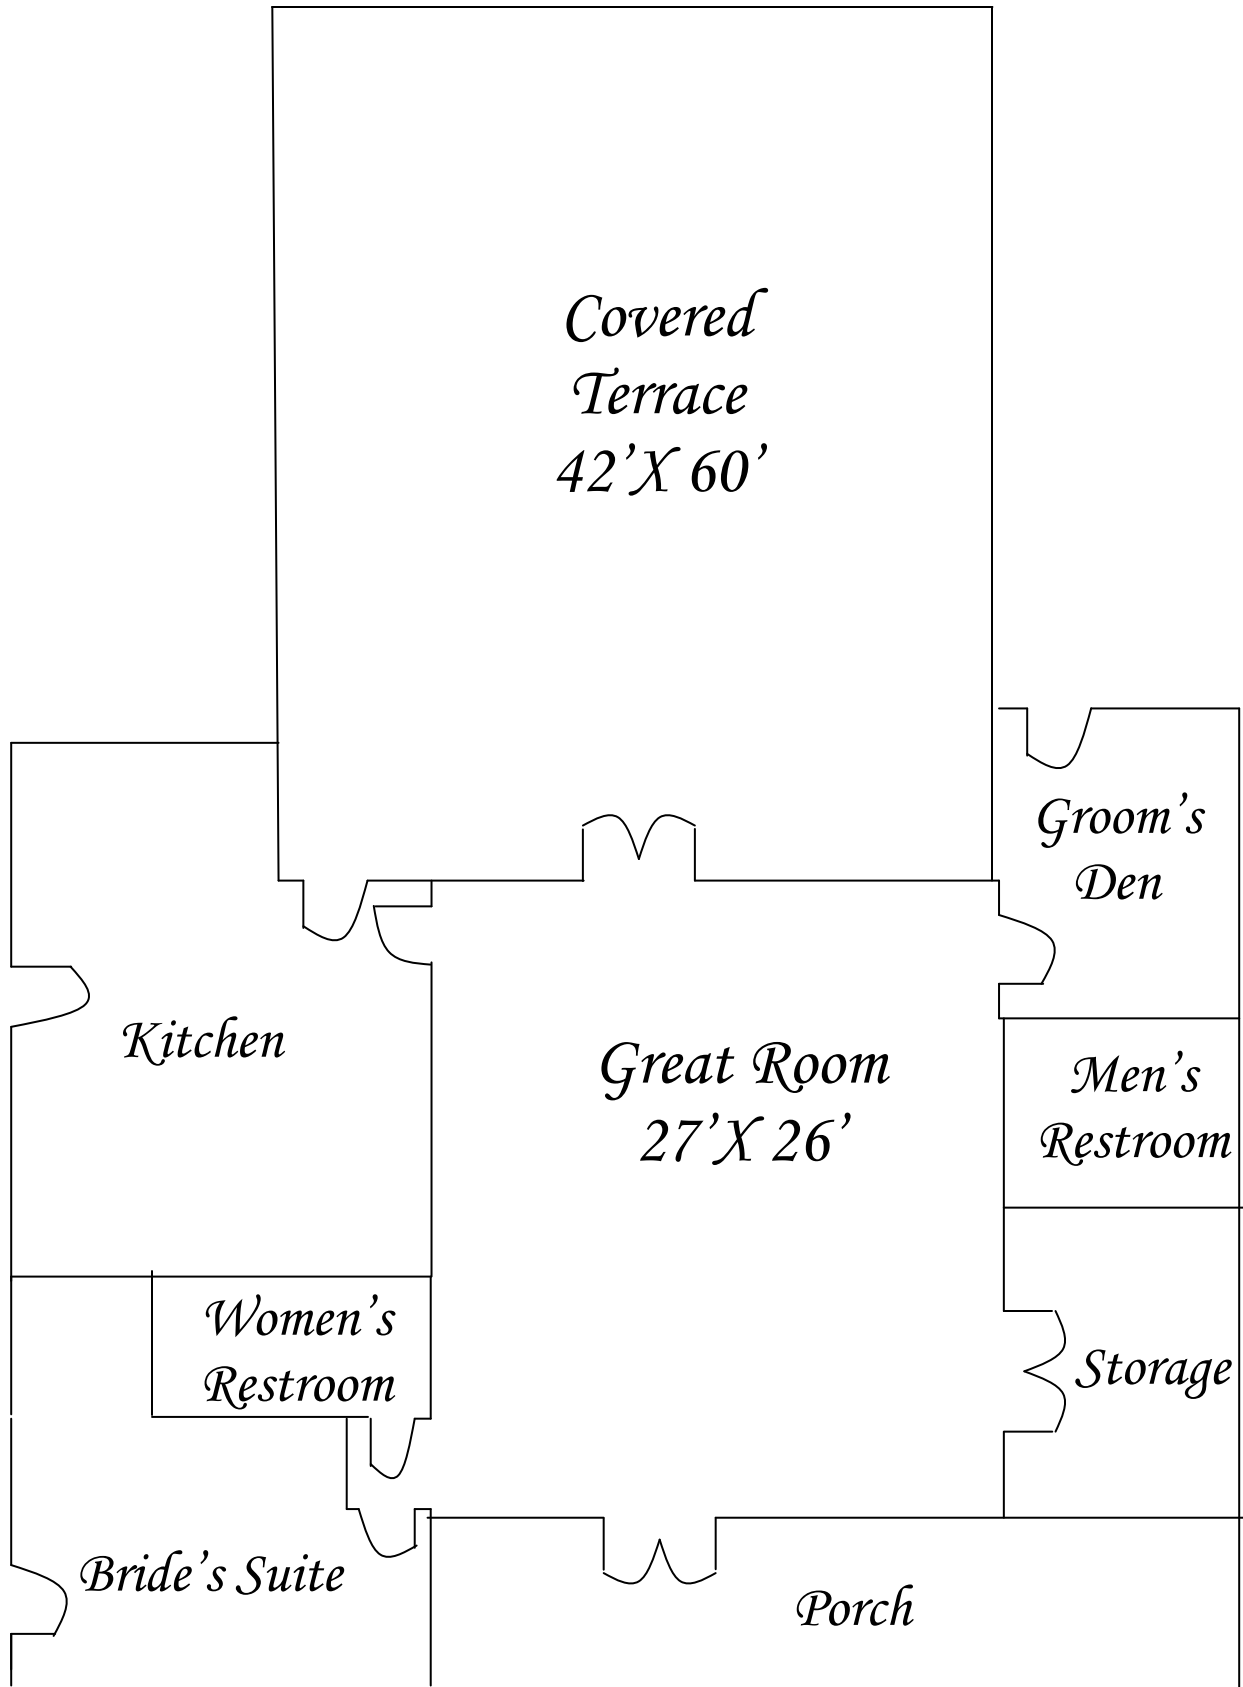 Covered
Terrace
42’X 60’
Groom’s
Den
Kitchen
Great Room
27’X 26’
Men’s
Restroom
Women’s
Restroom
Storage
Bride’s Suite
Porch